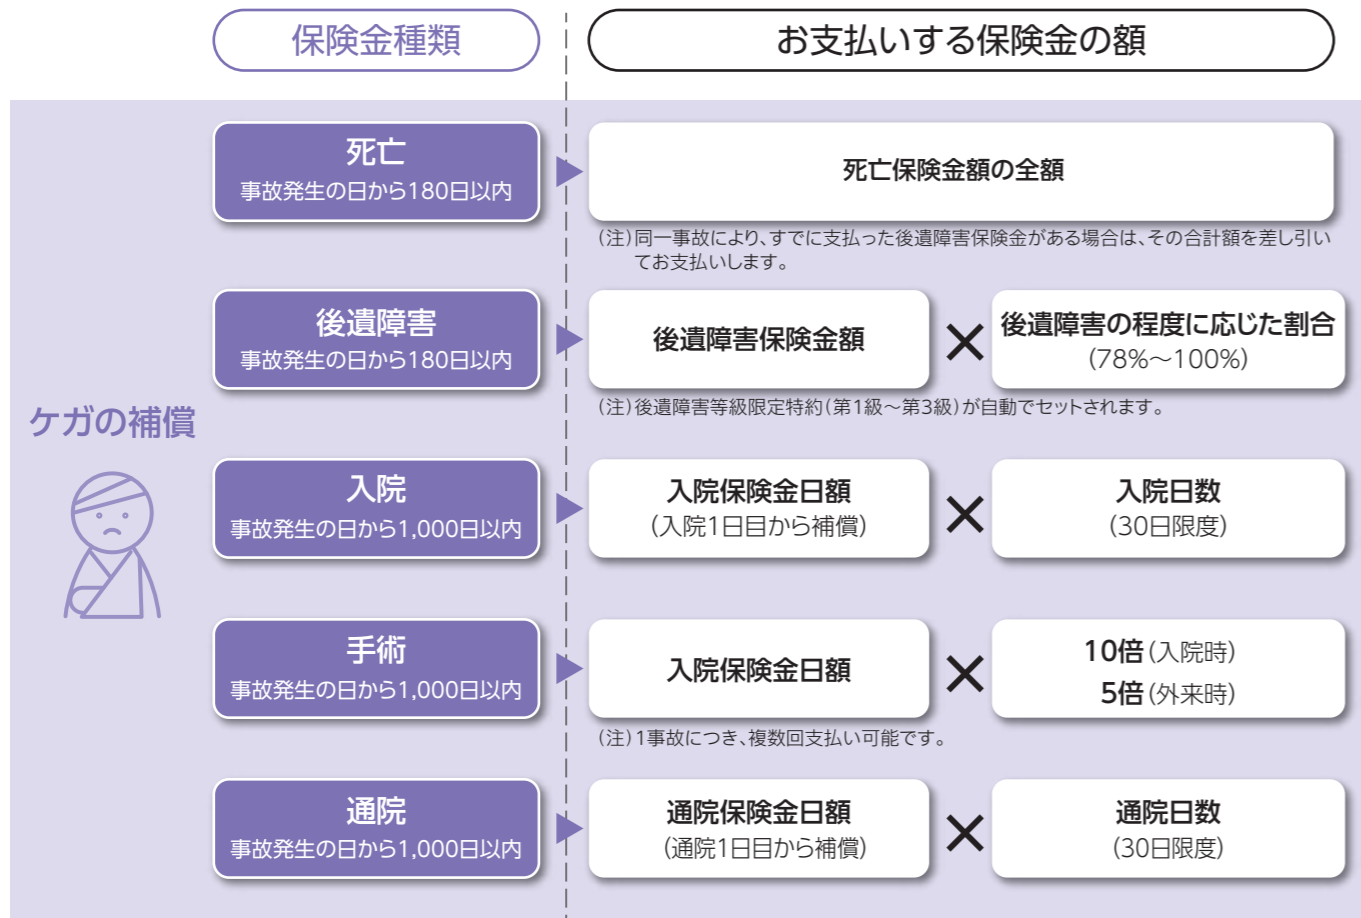 保険金種類
お支払いする保険金の額
ケガの補償
死亡
事故発生の日から180日以内
死亡保険金額の全額
(注)同一事故により、すでに支払った後遺障害保険金がある場合は、その合計額を差し引い
てお支払いします。
後遺障害
事故発生の日から180日以内
後遺障害保険金額
×
後遺障害の程度に応じた割合
(78%〜100%)
(注)後遺障害等級限定特約(第1級〜第3級)が自動でセットされます。
入院
事故発生の日から1,000日以内
入院保険金日額
(入院1日目から補償)
×
入院日数
(30日限度)
手術
事故発生の日から1,000日以内
入院保険金日額
×
10倍(入院時)
5倍(外来時)
(注)1事故につき、複数回支払い可能です。
通院
事故発生の日から1,000日以内
通院保険金日額
(通院1日目から補償)
×
通院日数
(30日限度)